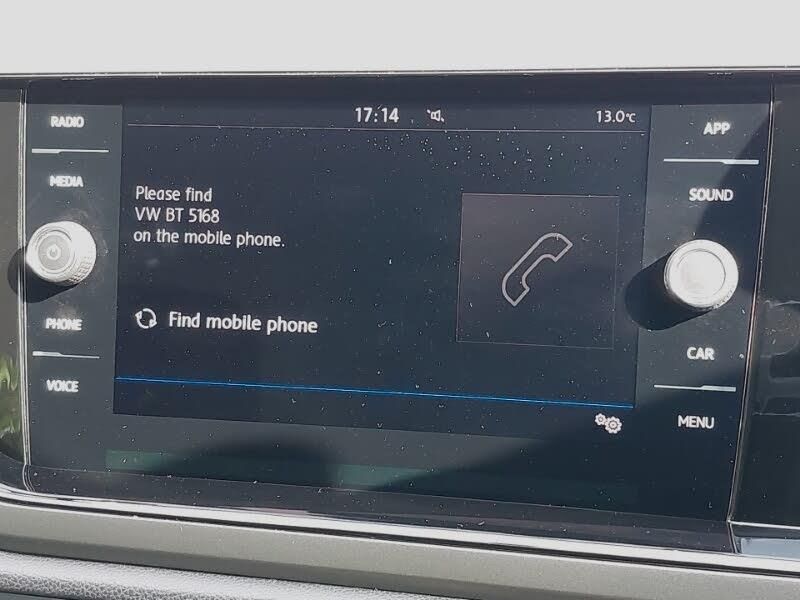 17:14
13.0°C
RADIO
MEDIA
PHONE
VOICE
Please find
VW BT 5168
on the mobile phone.
Find mobile phone
APP
SOUND
CAR
MENU